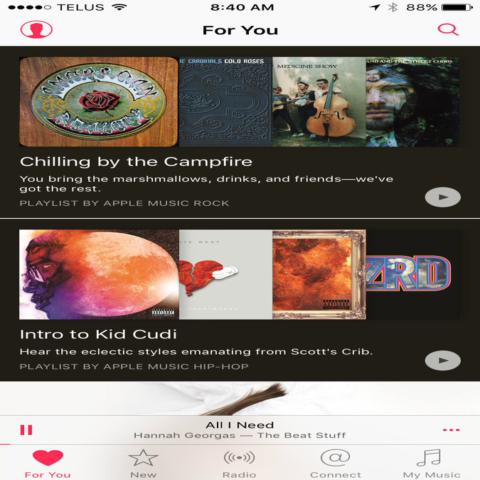 TELUS 8:40 AM 88%
For You
AMERICAN
BEAUTY
CARDINALS COLD ROSES
MEDICINE SHOW
AND THE
Chilling by the Campfire
You bring the marshmallows, drinks, and friends—we've
got the rest.
PLAYLIST BY APPLE MUSIC ROCK
WZRD
Intro to Kid Cudi
Hear the eclectic styles emanating from Scott's Crib.
PLAYLIST BY APPLE MUSIC HIP-HOP
All I Need
Hannah Georgas — The Beat Stuff
For You New Radio Connect My Music